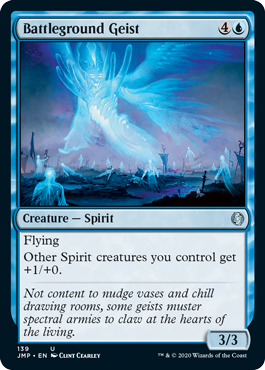 Battleground Geist 4
Creature — Spirit
Flying
Other Spirit creatures you control get
+1/+0.
Not content to nudge vases and chill
drawing rooms, some geists muster
spectral armies to claw at the hearts of
the living.
3/3
139 U
JMP • EN CLINT CEARLEY ™ & © 2020 Wizards of the Coast